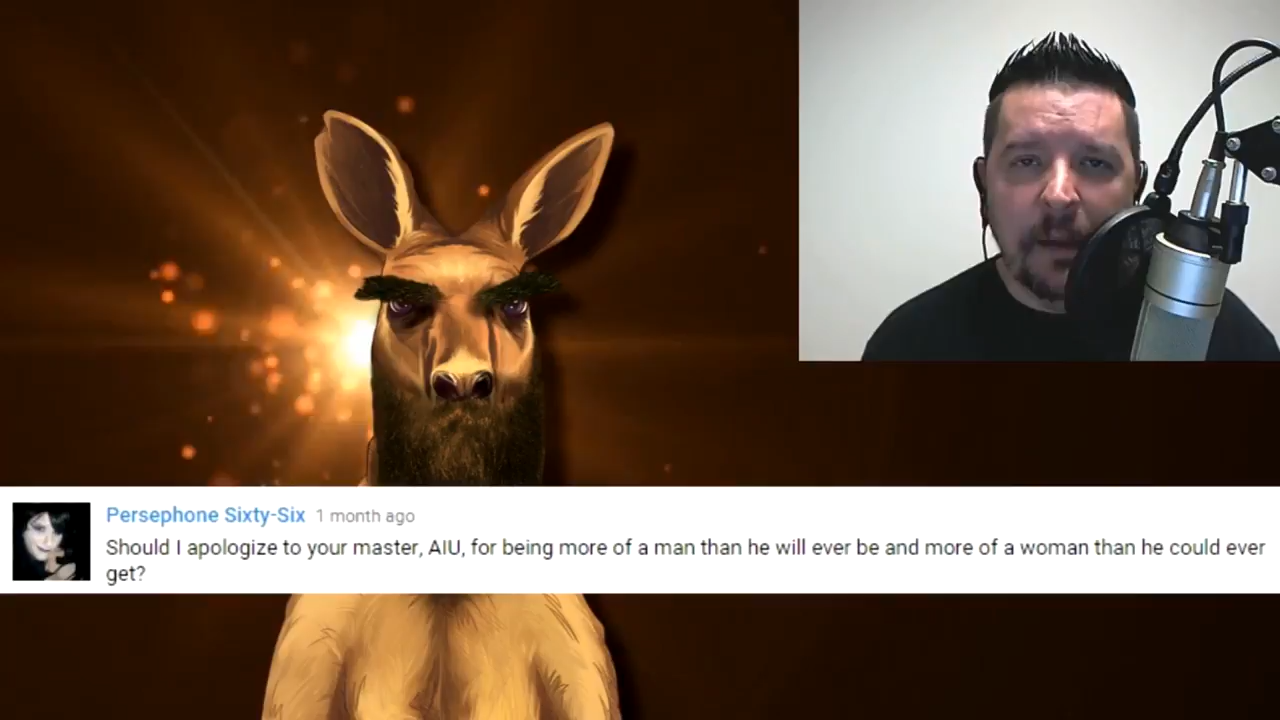 Persephone Sixty-Six 1 month ago
Should I apologize to your master, AIU, for being more of a man than he will ever be and more of a woman than he could ever
get?